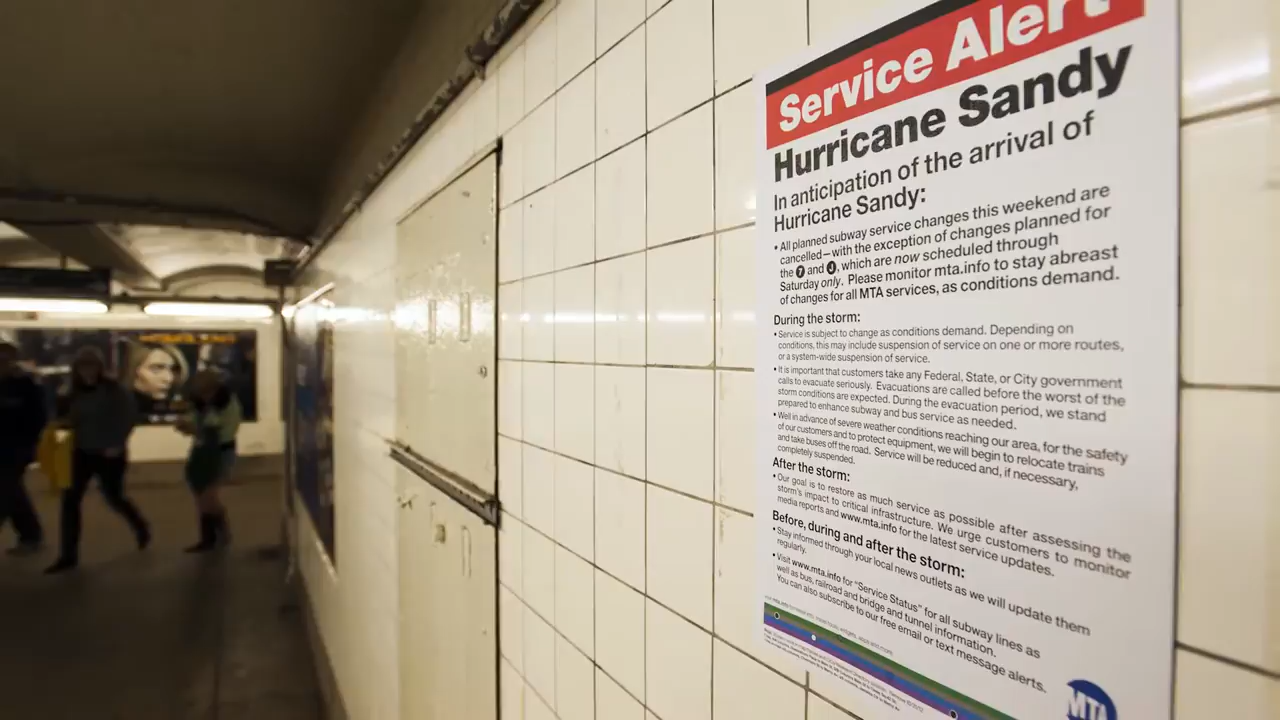 Service Alert
Hurricane Sandy
In anticipation of the arrival of
Hurricane Sandy:
• All planned subway service changes this weekend are
cancelled—with the exception of changes planned for
the 7 and J, which are now scheduled through
Saturday only. Please monitor mta.info to stay abreast
of changes for all MTA services, as conditions demand.
During the storm:
• Service is subject to change as conditions demand. Depending on
conditions, this may include suspension of service on one or more routes,
or a system-wide suspension of service.
• It is important that customers take any Federal, State, or City government
calls to evacuate seriously. Evacuations are called before the worst of the
storm conditions are expected. During the evacuation period, we stand
prepared to enhance subway and bus service as needed.
• Well in advance of severe weather conditions reaching our area, for the safety
of our customers and to protect equipment, we will begin to relocate trains
and take buses off the road. Service will be reduced and, if necessary,
completely suspended.
After the storm:
• Our goal is to restore as much service as possible after assessing the
storm's impact to critical infrastructure. We urge customers to monitor
media reports and www.mta.info for the latest service updates.
Before, during and after the storm:
• Stay informed through your local news outlets as we will update them
regularly.
• Visit www.mta.info for "Service Status" for all subway lines as
well as bus, railroad and bridge and tunnel information.
You can also subscribe to our free email or text message alerts.
MTA